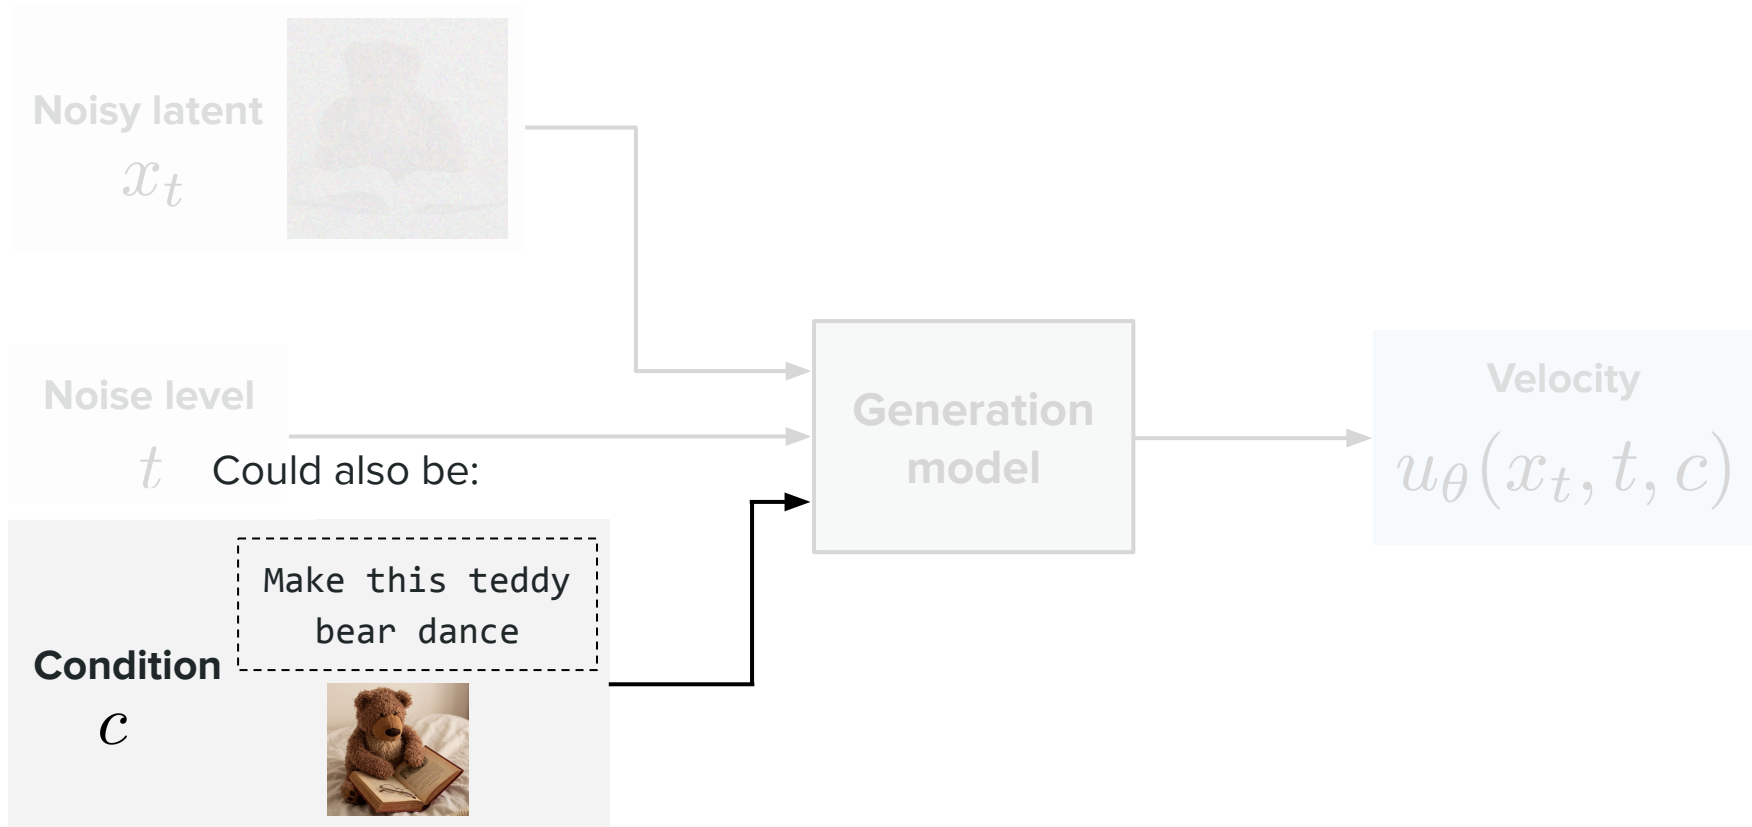 Noisy latent
x_t
Noise level
t
Could also be:
Condition
c
Make this teddy
bear dance
Generation
model
Velocity
u_θ(x_t, t, c)